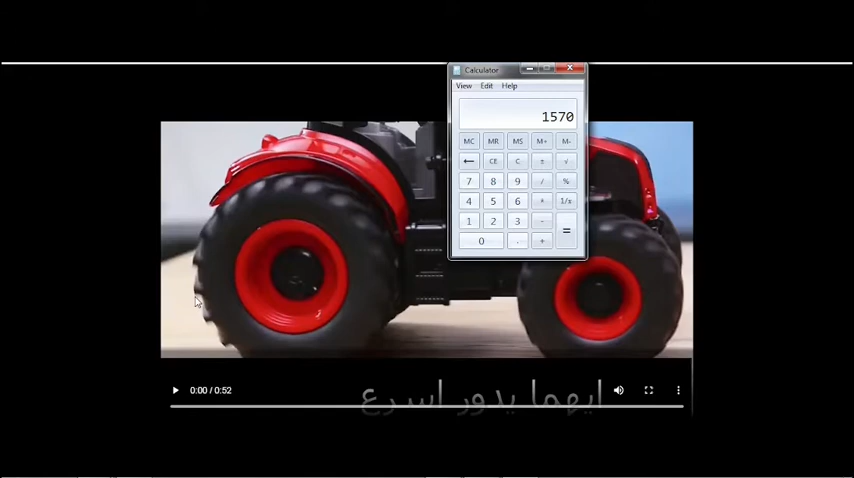 Calculator
View Edit Help
1570
MC MR MS M+ M-
← CE C ± √
7 8 9 / %
4 5 6 * 1/x
1 2 3 - =
0 . +
0:00 / 0:52
ايهما يدور اسرع